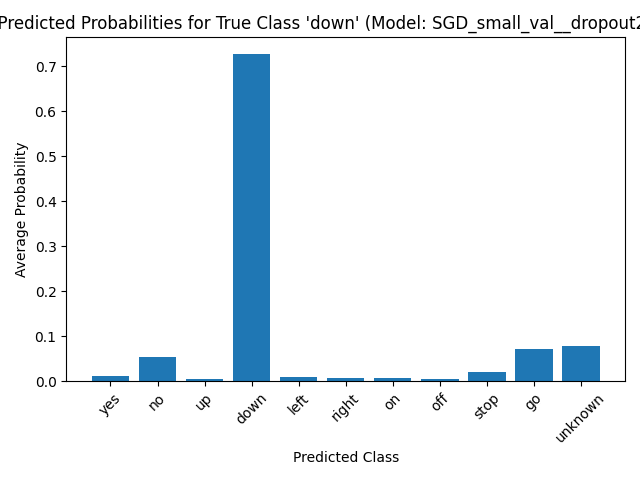 Predicted Probabilities for True Class 'down' (Model: SGD_small_val__dropout2
0.7
0.6
0.5
0.4
0.3
0.2
0.1
0.0
Average Probability
yes
no
up
down
left
right
on
off
stop
go
unknown
Predicted Class